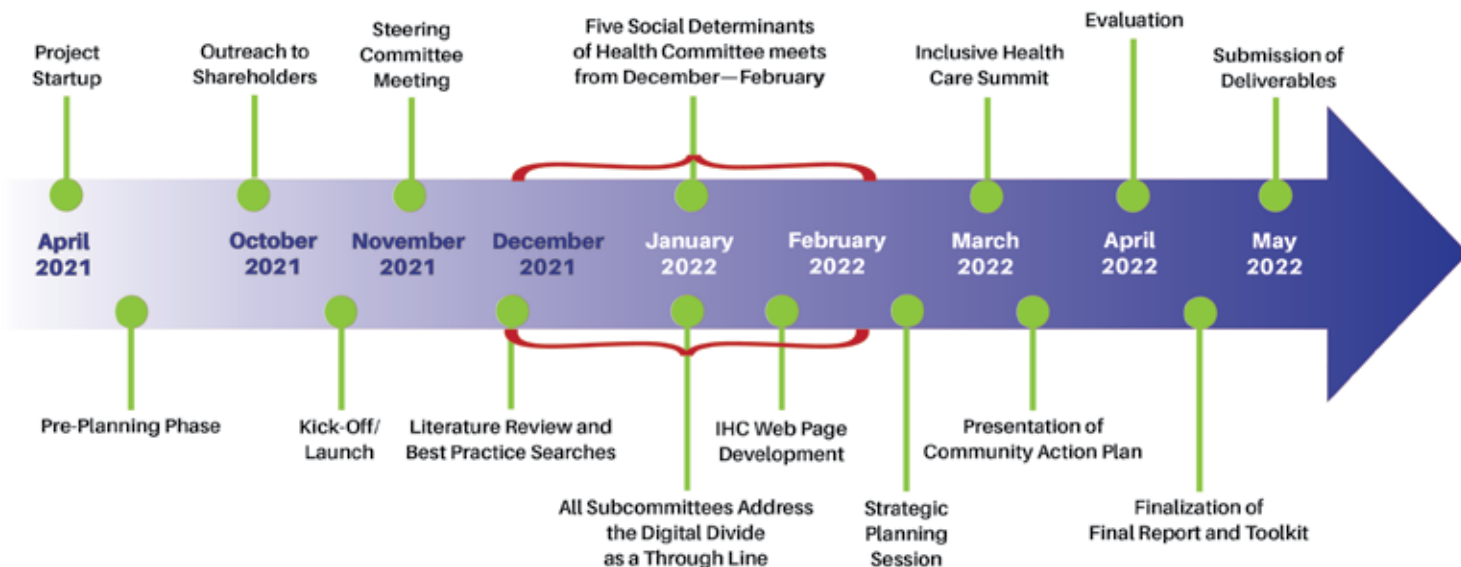 Project
Startup
Outreach to
Shareholders
Steering
Committee
Meeting
Five Social Determinants
of Health Committee meets
from December—February
Inclusive Health
Care Summit
Evaluation
Submission of
Deliverables
April
2021
October
2021
November
2021
December
2021
January
2022
February
2022
March
2022
April
2022
May
2022
Pre-Planning Phase
Kick-Off/
Launch
Literature Review and
Best Practice Searches
All Subcommittees Address
the Digital Divide
as a Through Line
IHC Web Page
Development
Strategic
Planning
Session
Presentation of
Community Action Plan
Finalization of
Final Report and Toolkit